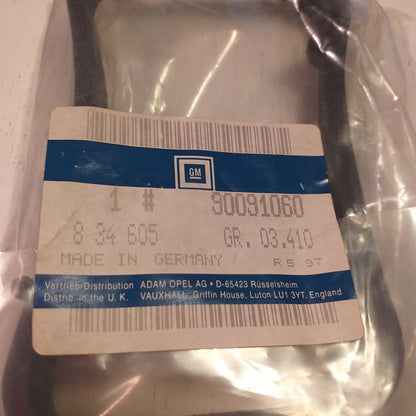 GM
1 # 90091060
8 34 605 GR. 03.410
MADE IN GERMANY R 5.97
Vertrieb/Distribution ADAM OPEL AG • D-65423 Rüsselsheim
Distrib. in the U. K. VAUXHALL, Griffin House, Luton LU1 3YT, England